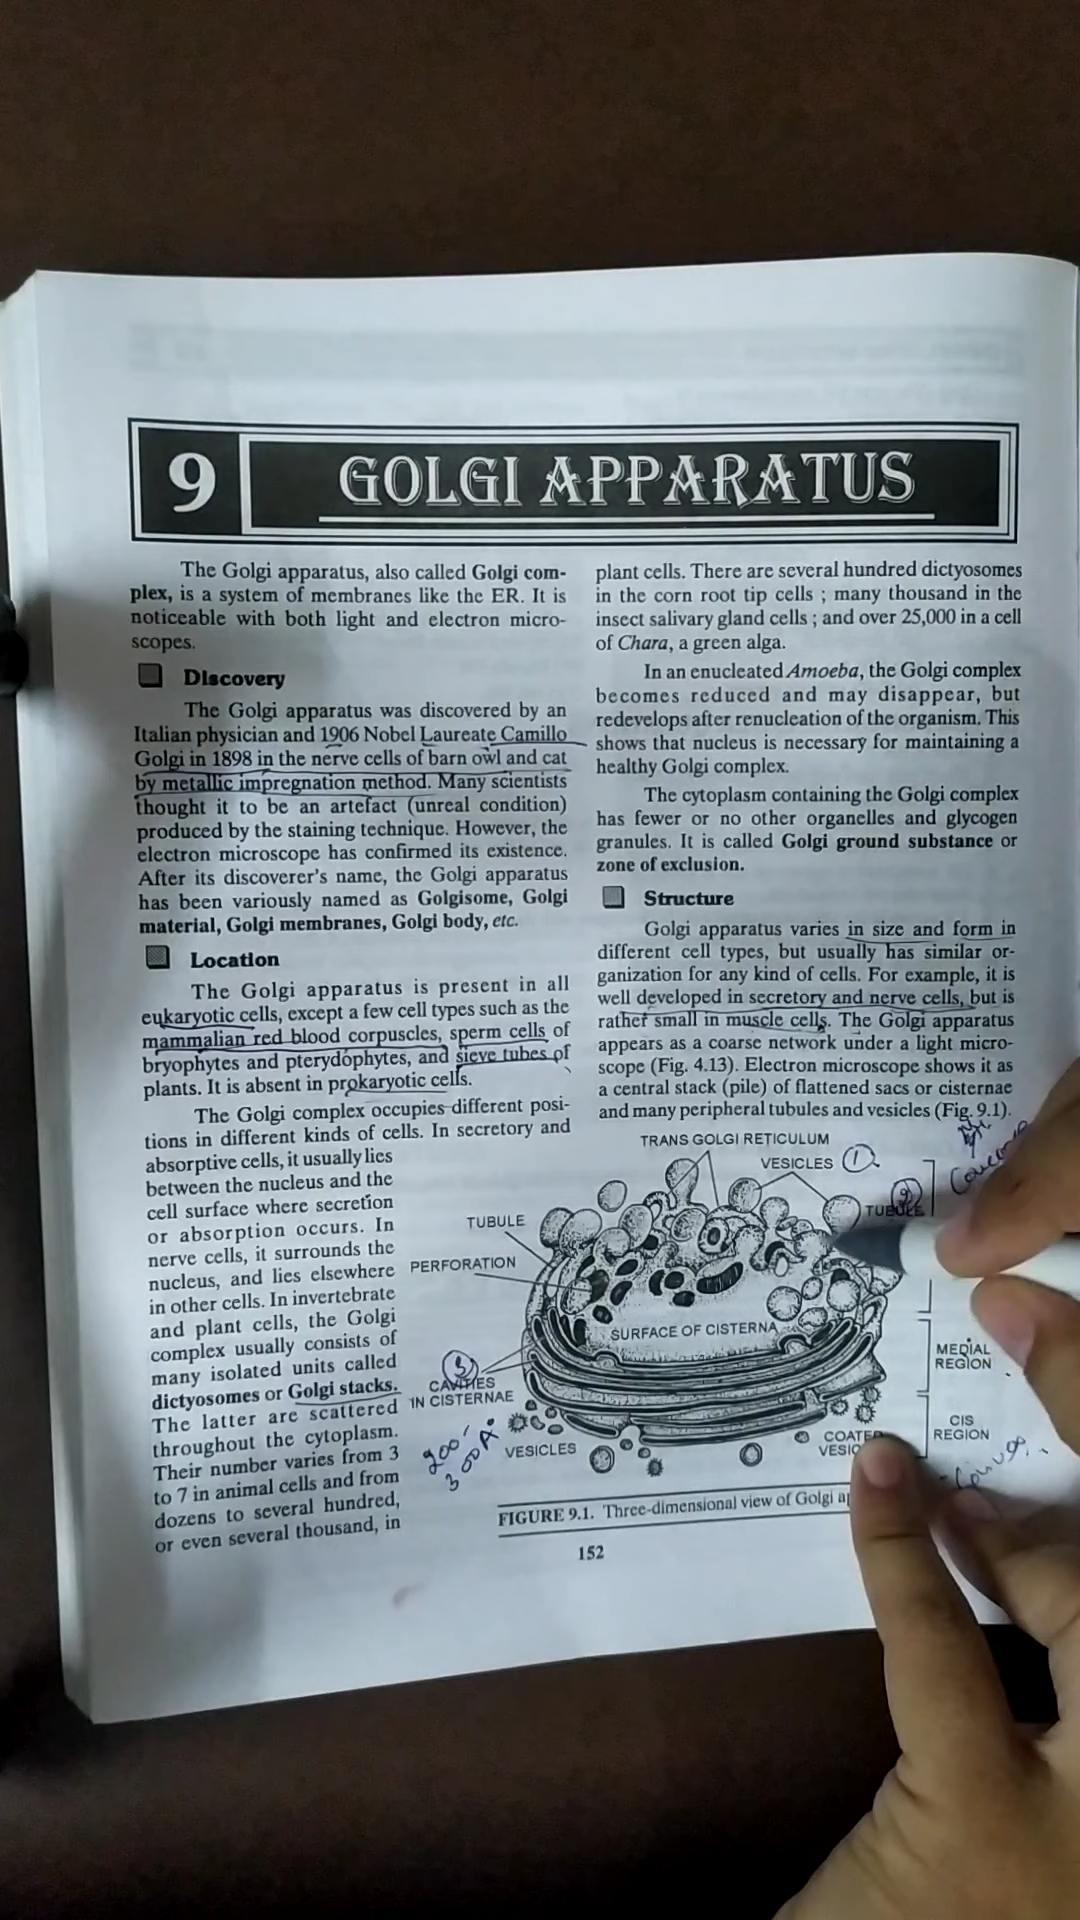 9
GOLGI APPARATUS
The Golgi apparatus, also called Golgi com-
plex, is a system of membranes like the ER. It is
noticeable with both light and electron micro-
scopes.
Discovery
The Golgi apparatus was discovered by an
Italian physician and 1906 Nobel Laureate Camillo
Golgi in 1898 in the nerve cells of barn owl and cat
by metallic impregnation method. Many scientists
thought it to be an artefact (unreal condition)
produced by the staining technique. However, the
electron microscope has confirmed its existence.
After its discoverer's name, the Golgi apparatus
has been variously named as Golgisome, Golgi
material, Golgi membranes, Golgi body, etc.
Location
The Golgi apparatus is present in all
eukaryotic cells, except a few cell types such as the
mammalian red blood corpuscles, sperm cells of
bryophytes and pterydophytes, and sieve tubes of
plants. It is absent in prokaryotic cells.
The Golgi complex occupies different posi-
tions in different kinds of cells. In secretory and
absorptive cells, it usually lies
between the nucleus and the
cell surface where secretion
or absorption occurs. In
nerve cells, it surrounds the
nucleus, and lies elsewhere
in other cells. In invertebrate
and plant cells, the Golgi
complex usually consists of
many isolated units called
dictyosomes or Golgi stacks.
The latter are scattered
throughout the cytoplasm.
Their number varies from 3
to 7 in animal cells and from
dozens to several hundred,
or even several thousand, in
plant cells. There are several hundred dictyosomes
in the corn root tip cells ; many thousand in the
insect salivary gland cells ; and over 25,000 in a cell
of Chara, a green alga.
In an enucleated Amoeba, the Golgi complex
becomes reduced and may disappear, but
redevelops after renucleation of the organism. This
shows that nucleus is necessary for maintaining a
healthy Golgi complex.
The cytoplasm containing the Golgi complex
has fewer or no other organelles and glycogen
granules. It is called Golgi ground substance or
zone of exclusion.
Structure
Golgi apparatus varies in size and form in
different cell types, but usually has similar or-
ganization for any kind of cells. For example, it is
well developed in secretory and nerve cells, but is
rather small in muscle cells. The Golgi apparatus
appears as a coarse network under a light micro-
scope (Fig. 4.13). Electron microscope shows it as
a central stack (pile) of flattened sacs or cisternae
and many peripheral tubules and vesicles (Fig. 9.1).
TRANS GOLGI RETICULUM
VESICLES 1
2
TUBULE
TUBULE
PERFORATION
SURFACE OF CISTERNA
MEDIAL
REGION
3
CAVITIES
IN CISTERNAE
200-
300A°
CIS
REGION
COATED
VESIC
VESICLES
FIGURE 9.1. Three-dimensional view of Golgi ap
152